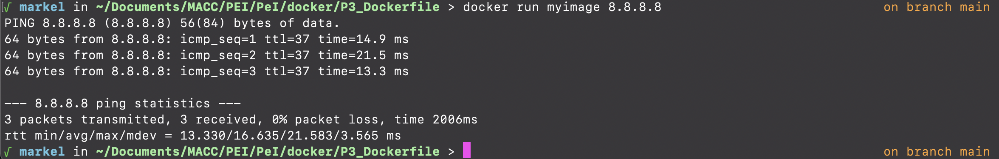 √ markel in ~/Documents/MACC/PEI/PeI/docker/P3_Dockerfile > docker run myimage 8.8.8.8 on branch main
PING 8.8.8.8 (8.8.8.8) 56(84) bytes of data.
64 bytes from 8.8.8.8: icmp_seq=1 ttl=37 time=14.9 ms
64 bytes from 8.8.8.8: icmp_seq=2 ttl=37 time=21.5 ms
64 bytes from 8.8.8.8: icmp_seq=3 ttl=37 time=13.3 ms
--- 8.8.8.8 ping statistics ---
3 packets transmitted, 3 received, 0% packet loss, time 2006ms
rtt min/avg/max/mdev = 13.330/16.635/21.583/3.565 ms
√ markel in ~/Documents/MACC/PEI/PeI/docker/P3_Dockerfile > on branch main